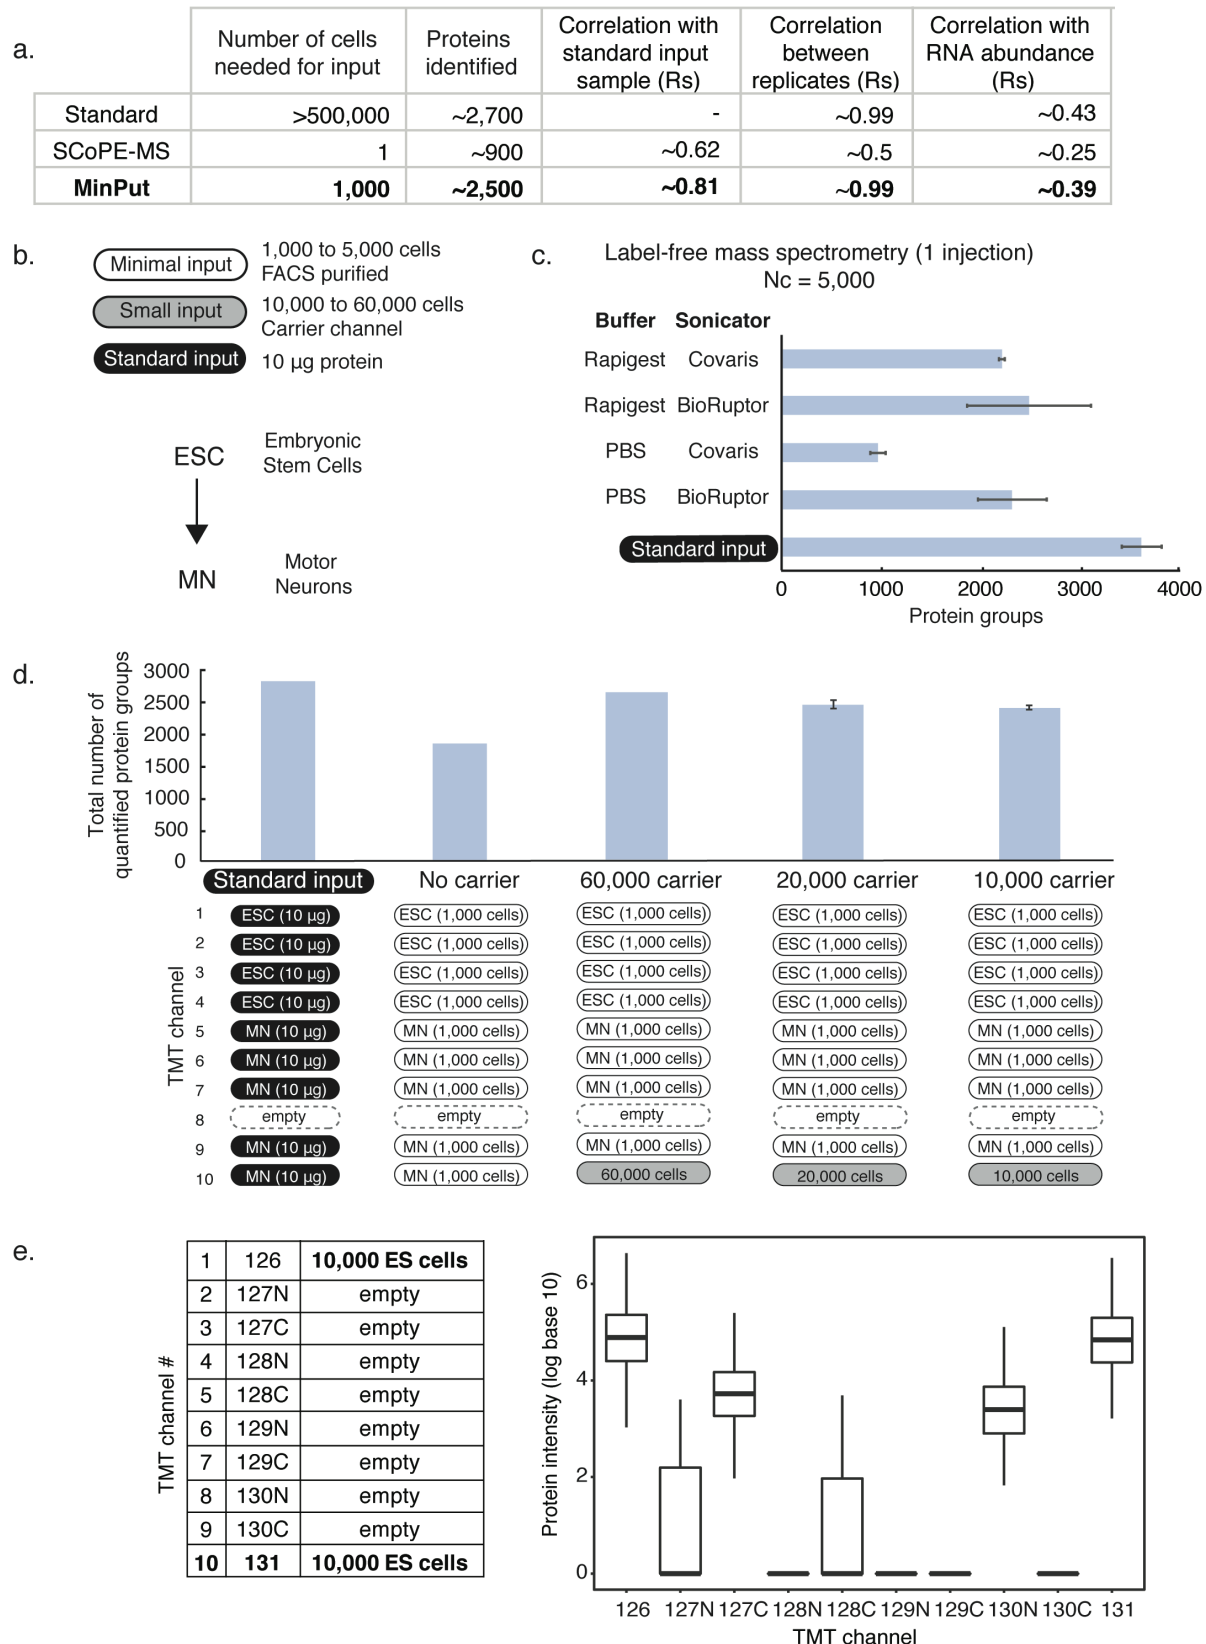 a.
Number of cells needed for input
Proteins identified
Correlation with standard input sample (Rs)
Correlation between replicates (Rs)
Correlation with RNA abundance (Rs)
Standard >500,000 ~2,700 - ~0.99 ~0.43
SCoPE-MS 1 ~900 ~0.62 ~0.5 ~0.25
MinPut 1,000 ~2,500 ~0.81 ~0.99 ~0.39
b.
Minimal input
1,000 to 5,000 cells
FACS purified
Small input
10,000 to 60,000 cells
Carrier channel
Standard input
10 µg protein
ESC
Embryonic
Stem Cells
MN
Motor
Neurons
c.
Label-free mass spectrometry (1 injection)
Nc = 5,000
Buffer Sonicator
Rapigest Covaris
Rapigest BioRuptor
PBS Covaris
PBS BioRuptor
Standard input
0 1000 2000 3000 4000
Protein groups
d.
Total number of
quantified protein groups
3000
2500
2000
1500
1000
500
0
Standard input No carrier 60,000 carrier 20,000 carrier 10,000 carrier
TMT channel
1 ESC (10 µg) ESC (1,000 cells) ESC (1,000 cells) ESC (1,000 cells) ESC (1,000 cells)
2 ESC (10 µg) ESC (1,000 cells) ESC (1,000 cells) ESC (1,000 cells) ESC (1,000 cells)
3 ESC (10 µg) ESC (1,000 cells) ESC (1,000 cells) ESC (1,000 cells) ESC (1,000 cells)
4 ESC (10 µg) ESC (1,000 cells) ESC (1,000 cells) ESC (1,000 cells) ESC (1,000 cells)
5 MN (10 µg) MN (1,000 cells) MN (1,000 cells) MN (1,000 cells) MN (1,000 cells)
6 MN (10 µg) MN (1,000 cells) MN (1,000 cells) MN (1,000 cells) MN (1,000 cells)
7 MN (10 µg) MN (1,000 cells) MN (1,000 cells) MN (1,000 cells) MN (1,000 cells)
8 empty empty empty empty empty
9 MN (10 µg) MN (1,000 cells) MN (1,000 cells) MN (1,000 cells) MN (1,000 cells)
10 MN (10 µg) MN (1,000 cells) 60,000 cells 20,000 cells 10,000 cells
e.
TMT channel #
1 126 10,000 ES cells
2 127N empty
3 127C empty
4 128N empty
5 128C empty
6 129N empty
7 129C empty
8 130N empty
9 130C empty
10 131 10,000 ES cells
Protein intensity (log base 10)
6
4
2
0
126 127N 127C 128N 128C 129N 129C 130N 130C 131
TMT channel